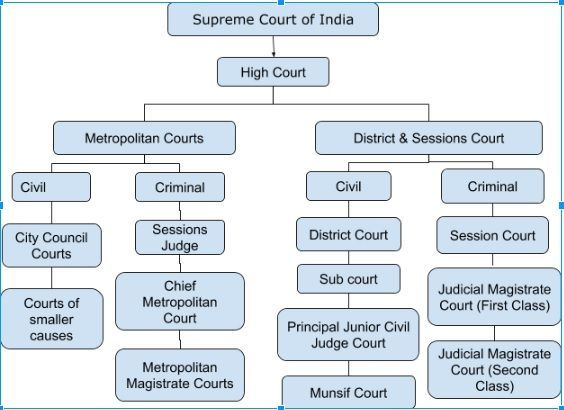 Supreme Court of India
High Court
Metropolitan Courts
District & Sessions Court
Civil
Criminal
Civil
Criminal
City Council
Courts
Sessions
Judge
District Court
Session Court
Courts of
smaller
causes
Chief
Metropolitan
Court
Sub court
Judicial Magistrate
Court (First Class)
Principal Junior Civil
Judge Court
Metropolitan
Magistrate Courts
Munsif Court
Judicial Magistrate
Court (Second
Class)